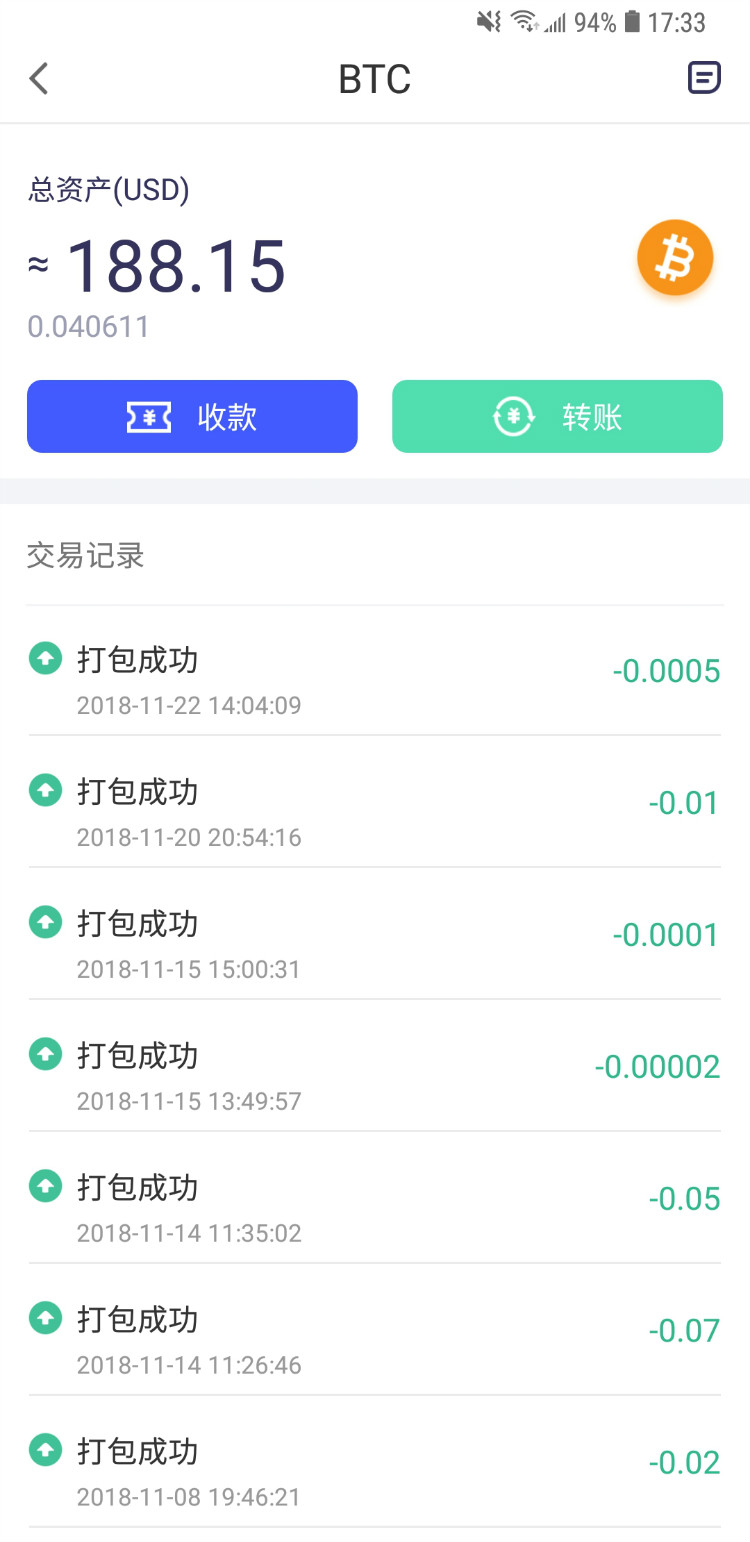 94% 17:33
BTC
总资产(USD)
≈ 188.15
0.040611
收款 转账
交易记录
打包成功
-0.0005
2018-11-22 14:04:09
打包成功
-0.01
2018-11-20 20:54:16
打包成功
-0.0001
2018-11-15 15:00:31
打包成功
-0.00002
2018-11-15 13:49:57
打包成功
-0.05
2018-11-14 11:35:02
打包成功
-0.07
2018-11-14 11:26:46
打包成功
-0.02
2018-11-08 19:46:21